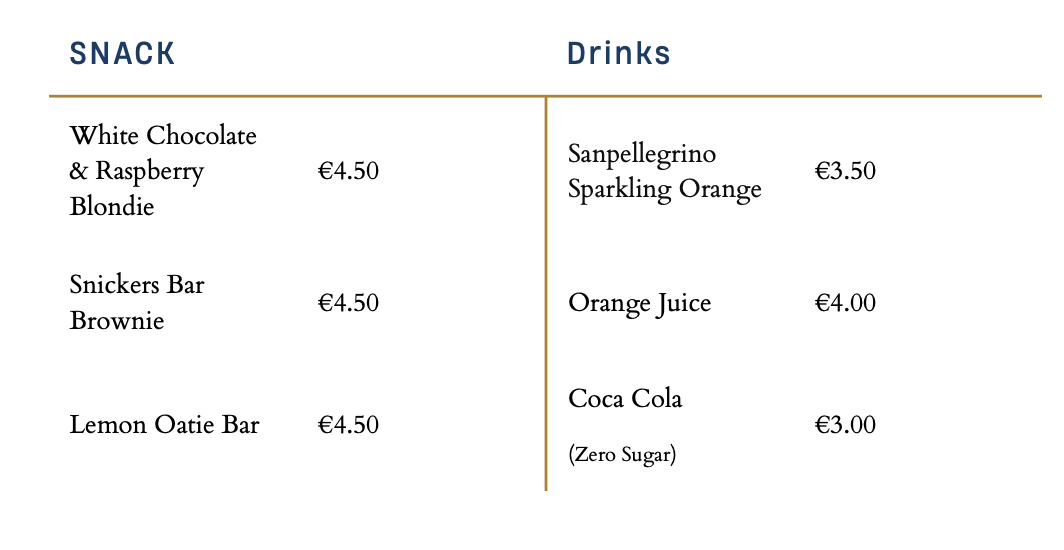 SNACK
Drinks
White Chocolate
& Raspberry
Blondie
€4.50
Sanpellegrino
Sparkling Orange
€3.50
Snickers Bar
Brownie
€4.50
Orange Juice
€4.00
Lemon Oatie Bar
€4.50
Coca Cola
(Zero Sugar)
€3.00